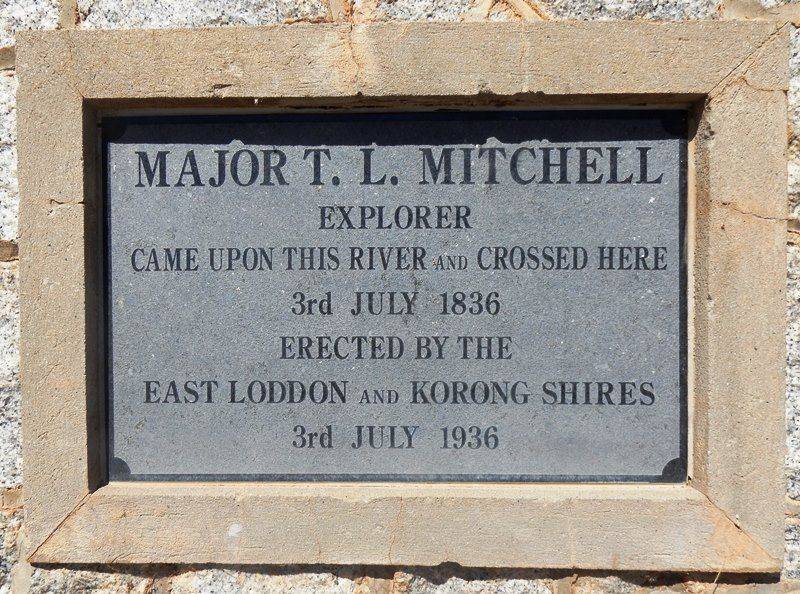 MAJOR T. L. MITCHELL
EXPLORER
CAME UPON THIS RIVER AND CROSSED HERE
3rd JULY 1836
ERECTED BY THE
EAST LODDON AND KORONG SHIRES
3rd JULY 1936